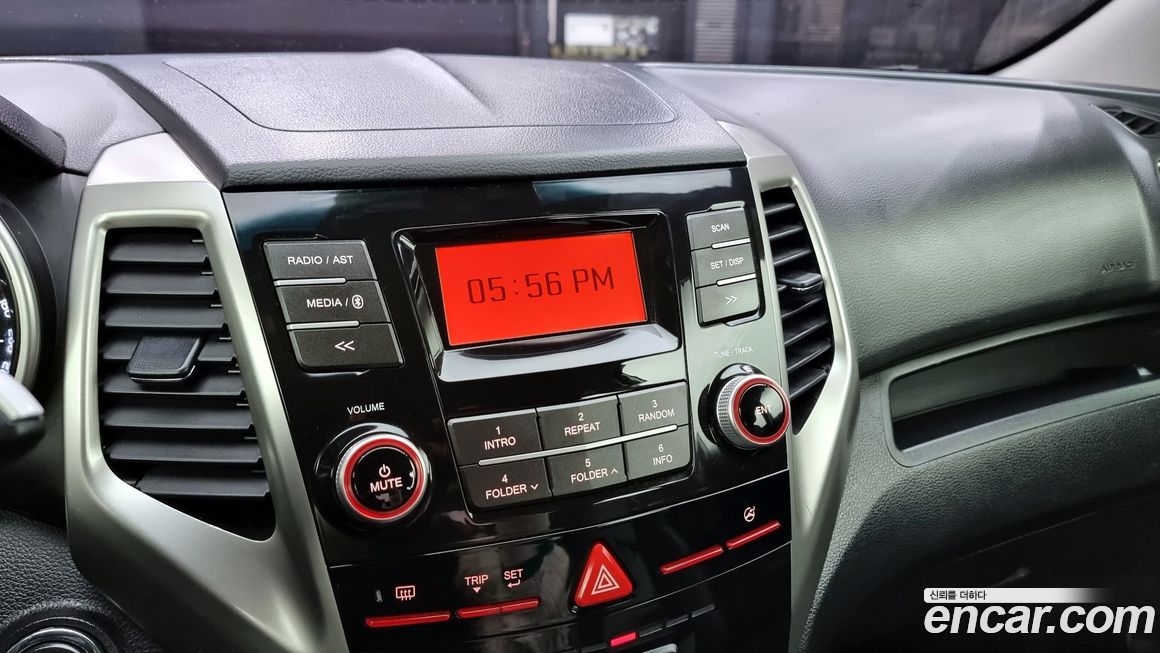 RADIO / AST
MEDIA /
<<
05:56 PM
SCAN
SET / DISP
>>
TUNE / TRACK
ENT
VOLUME
MUTE
1
INTRO
2
REPEAT
3
RANDOM
4
FOLDER
5
FOLDER
6
INFO
TRIP
SET
AIRBAG
신뢰를 더하다
encar.com